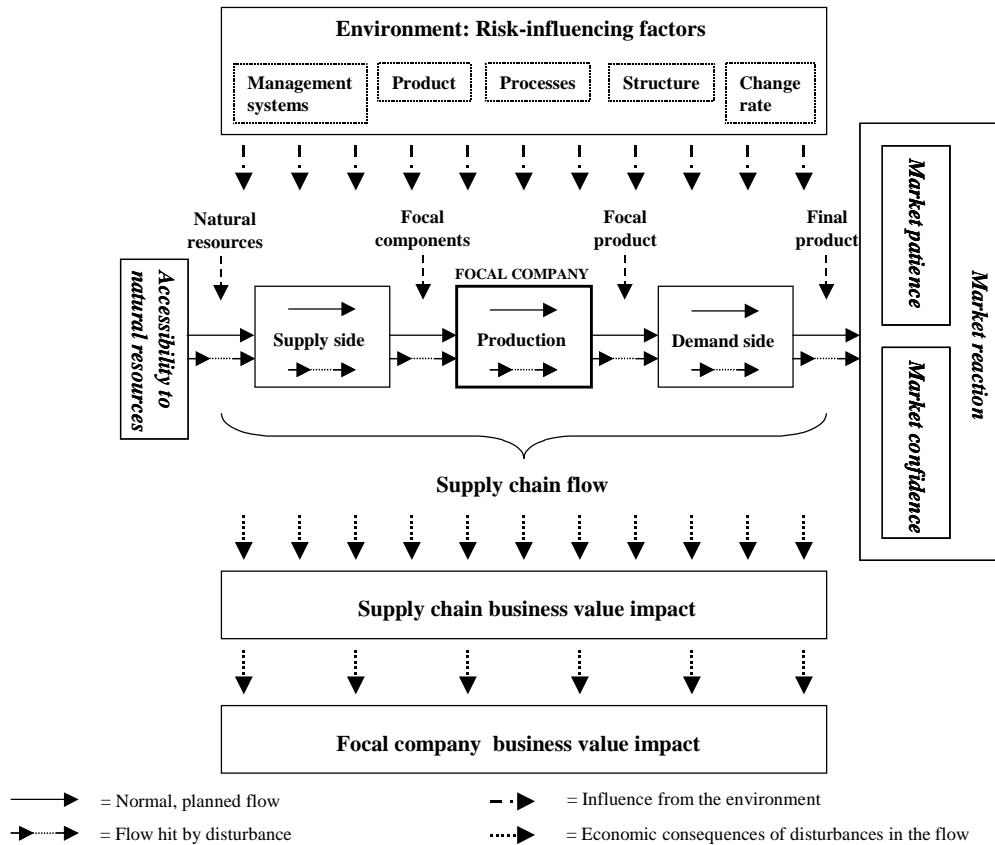 Environment: Risk-influencing factors
Management
systems
Product
Processes
Structure
Change
rate
Natural
resources
Focal
components
Focal
product
Final
product
FOCAL COMPANY
Accessibility to
natural resources
Supply side
Production
Demand side
Market patience
Market confidence
Market reaction
Supply chain flow
Supply chain business value impact
Focal company business value impact
= Normal, planned flow
= Influence from the environment
= Flow hit by disturbance
= Economic consequences of disturbances in the flow